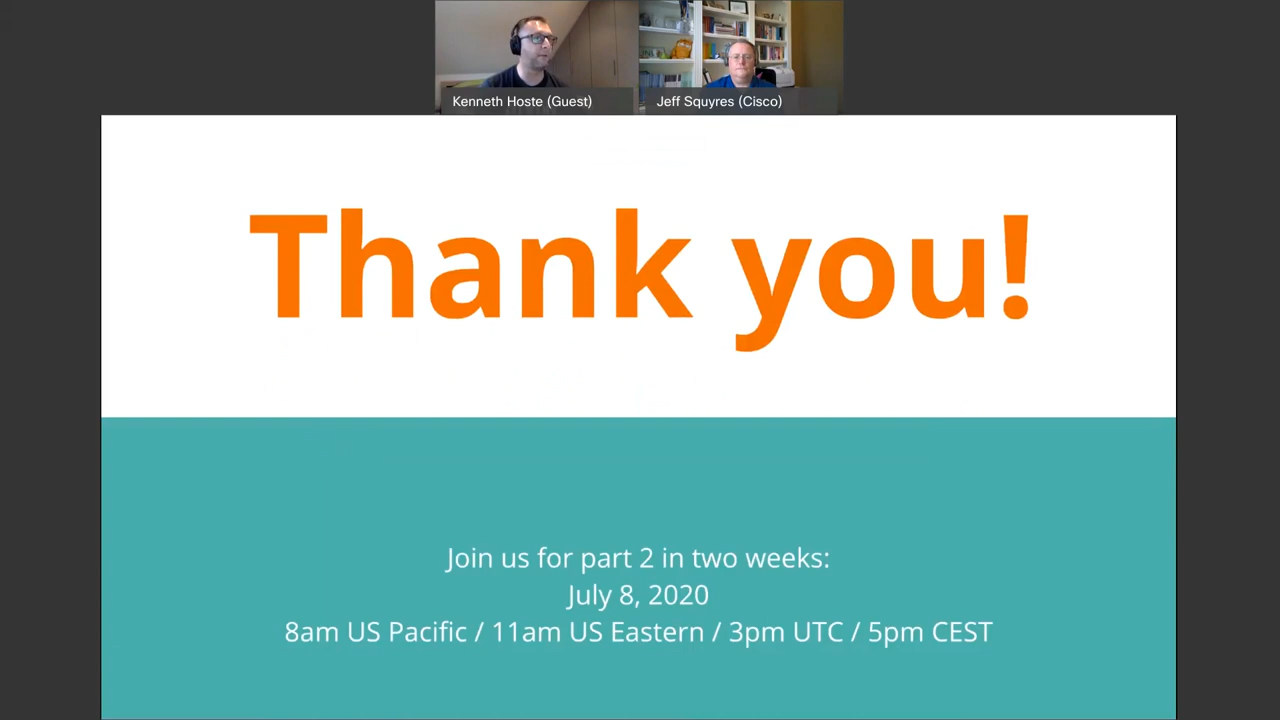 Kenneth Hoste (Guest)
Jeff Squyres (Cisco)
Thank you!
Join us for part 2 in two weeks:
July 8, 2020
8am US Pacific / 11am US Eastern / 3pm UTC / 5pm CEST